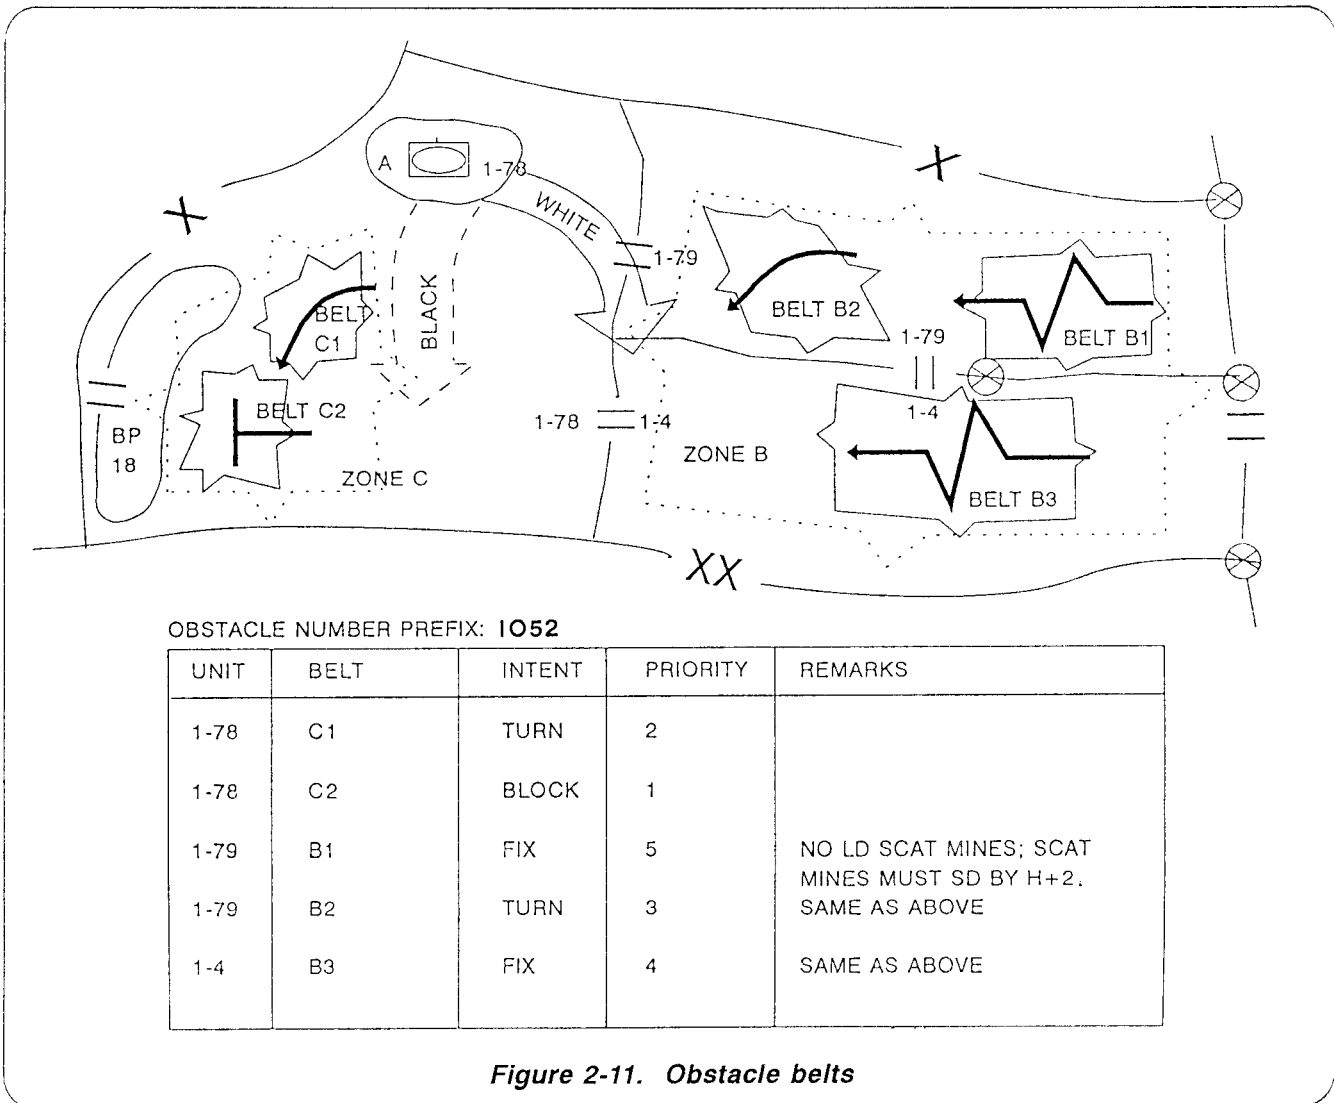 A
1-78
X
X
WHITE
1-79
BLACK
BELT
C1
BELT B2
BELT B1
1-79
BELT C2
BP
18
1-78
1-4
1-4
ZONE B
ZONE C
BELT B3
XX
OBSTACLE NUMBER PREFIX: 1O52
UNIT BELT INTENT PRIORITY REMARKS
1-78 C1 TURN 2
1-78 C2 BLOCK 1
1-79 B1 FIX 5 NO LD SCAT MINES; SCAT
MINES MUST SD BY H+2.
1-79 B2 TURN 3 SAME AS ABOVE
1-4 B3 FIX 4 SAME AS ABOVE
Figure 2-11. Obstacle belts